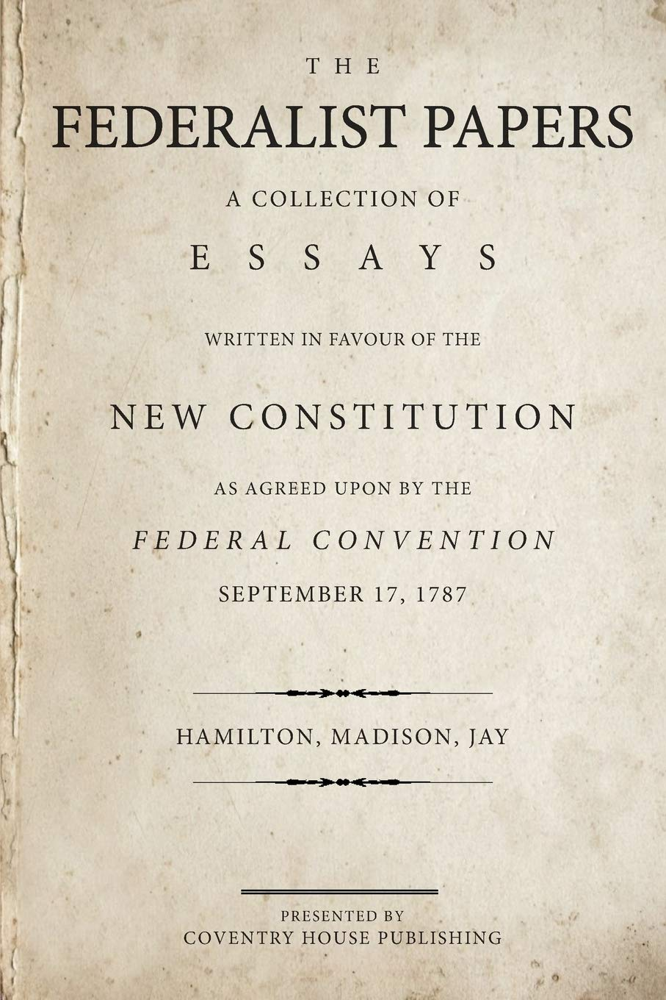 THE
FEDERALIST PAPERS
A COLLECTION OF
ESSAYS
WRITTEN IN FAVOUR OF THE
NEW CONSTITUTION
AS AGREED UPON BY THE
FEDERAL CONVENTION
SEPTEMBER 17, 1787
HAMILTON, MADISON, JAY
PRESENTED BY
COVENTRY HOUSE PUBLISHING